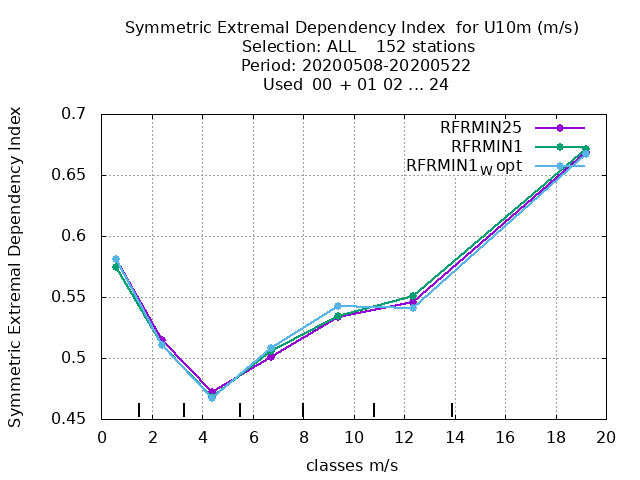 Symmetric Extremal Dependency Index for U10m (m/s)
Selection: ALL 152 stations
Period: 20200508-20200522
Used 00 + 01 02 ... 24
Symmetric Extremal Dependency Index
0.7
0.65
0.6
0.55
0.5
0.45
RFRMIN25
RFRMIN1
RFRMIN1W opt
0 2 4 6 8 10 12 14 16 18 20
classes m/s